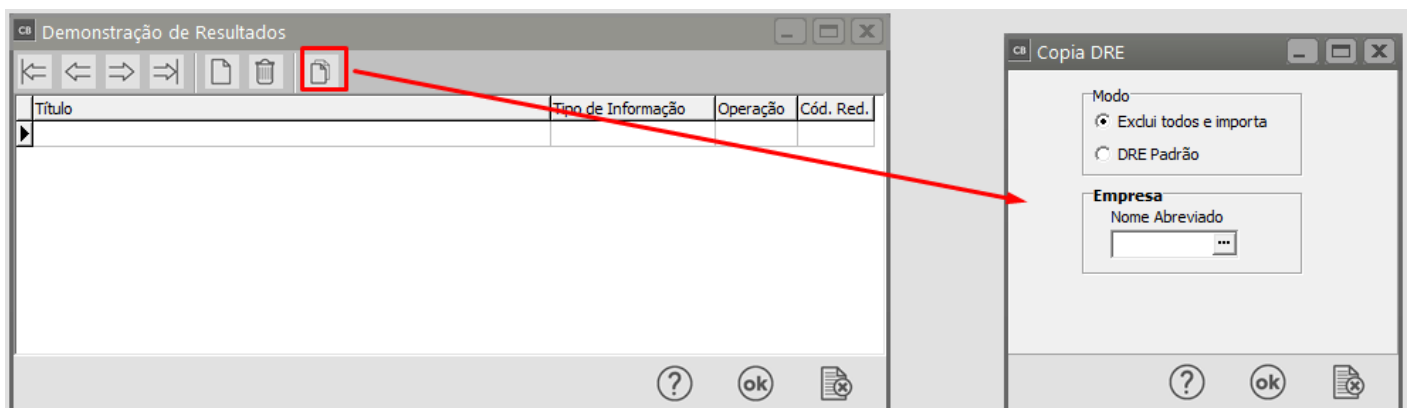 CB Demonstração de Resultados
Título Tipo de Informação Operação Cód. Red.
? ok
CB Copia DRE
Modo
Exclui todos e importa
DRE Padrão
Empresa
Nome Abreviado
...
? ok